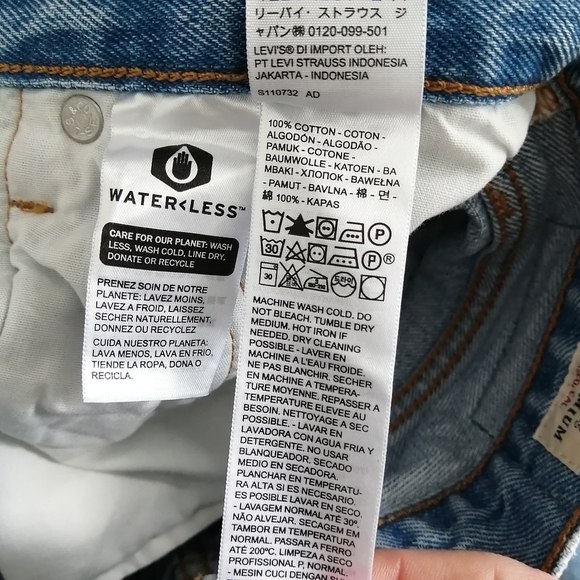 リーバイ・ストラウス ジ
ャパン㈱ 0120-099-501
LEVI'S® DI IMPORT OLEH:
PT LEVI STRAUSS INDONESIA
JAKARTA - INDONESIA
S110732 AD
100% COTTON - COTON -
ALGODÓN - ALGODÃO -
PAMUK - COTONE -
BAUMWOLLE - KATOEN - BA
MBAKI - ХЛОПОК - BAWEŁNA
- PAMUT - BAVLNA - 棉 - 면 -
綿 100% - KAPAS
P
30
P
®
MACHINE WASH COLD. DO
NOT BLEACH. TUMBLE DRY
MEDIUM. HOT IRON IF
NEEDED. DRY CLEANING
POSSIBLE - LAVER EN
MACHINE A L'EAU FROIDE.
NE PAS BLANCHIR. SECHER
EN MACHINE A TEMPERA-
TURE MOYENNE. REPASSER A
TEMPERATURE ELEVEE AU
BESOIN. NETTOYAGE A SEC
POSSIBLE - LAVAR EN
LAVADORA CON AGUA FRIA Y
DETERGENTE. NO USAR
BLANQUEADOR. SECADO
MEDIO EN SECADORA.
PLANCHAR EN TEMPERATU-
RA ALTA SI ES NECESARIO.
ES POSIBLE LAVAR EN SECO.
- LAVAGEM NORMAL ATÉ 30º.
NÃO ALVEJAR. SECAGEM EM
TAMBOR EM TEMPERATURA
NORMAL. PASSAR A FERRO
ATÉ 200ºC. LIMPEZA A SECO
PROFISSIONAL P, NORMAL
- MESIN CUCI DENGAN SU
WATER<LESS™
CARE FOR OUR PLANET: WASH
LESS, WASH COLD, LINE DRY,
DONATE OR RECYCLE
PRENEZ SOIN DE NOTRE
PLANETE: LAVEZ MOINS,
LAVEZ A FROID, LAISSEZ
SECHER NATURELLEMENT,
DONNEZ OU RECYCLEZ
CUIDA NUESTRO PLANETA:
LAVA MENOS, LAVA EN FRIO,
TIENDE LA ROPA, DONA O
RECICLA.